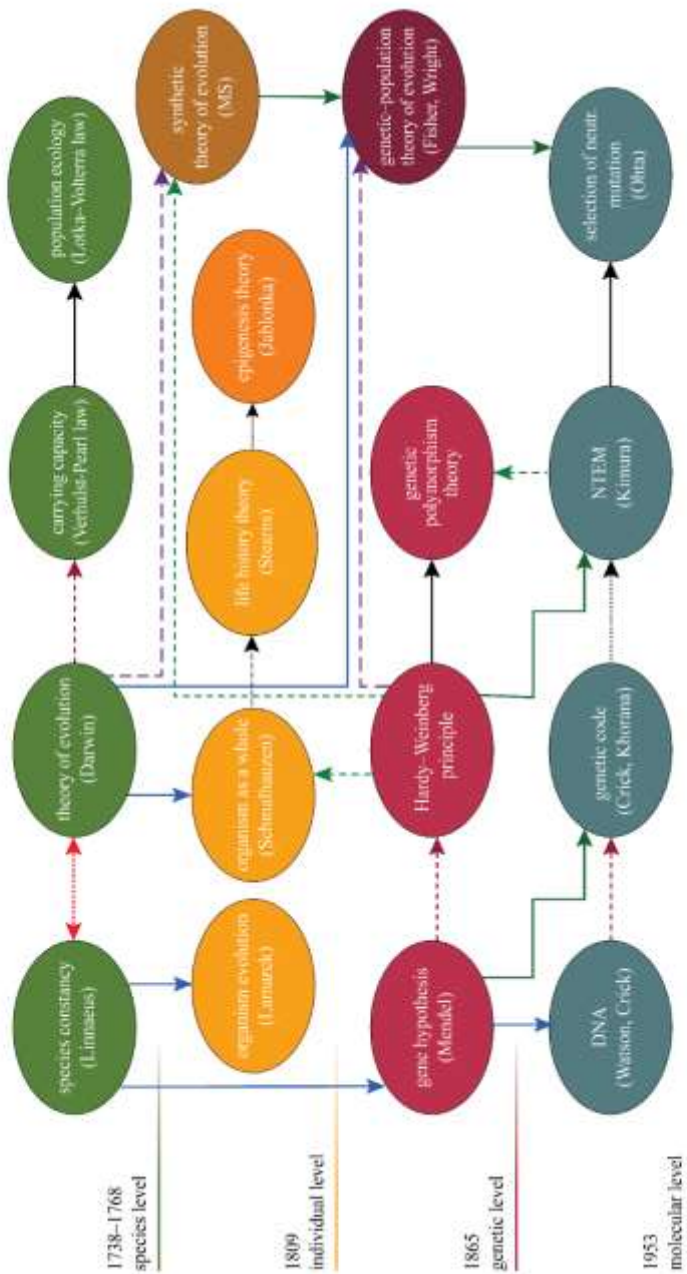 1738–1768
species level
species constancy
(Linnaeus)
theory of evolution
(Darwin)
carrying capacity
(Verhulst–Pearl law)
population ecology
(Lotka–Volterra law)
1809
individual level
organism evolution
(Lamarck)
organism as a whole
(Schmalhauzen)
life history theory
(Stearns)
epigenesis theory
(Jablonka)
synthetic
theory of evolution
(MS)
1865
genetic level
gene hypothesis
(Mendel)
Hardy–Weinberg
principle
genetic
polymorphism
theory
genetic–population
theory of evolution
(Fisher, Wright)
1953
molecular level
DNA
(Watson, Crick)
genetic code
(Crick, Khorana)
NTEM
(Kimura)
selection of neutr.
mutation
(Ohta)